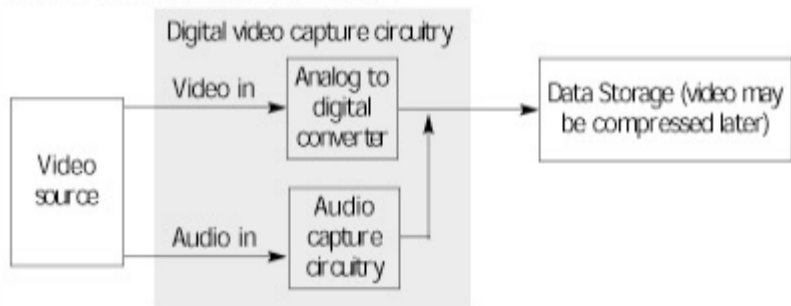 Digital video capture circuitry
Video in
Analog to
digital
converter
Data Storage (video may
be compressed later)
Video
source
Audio in
Audio
capture
circuitry